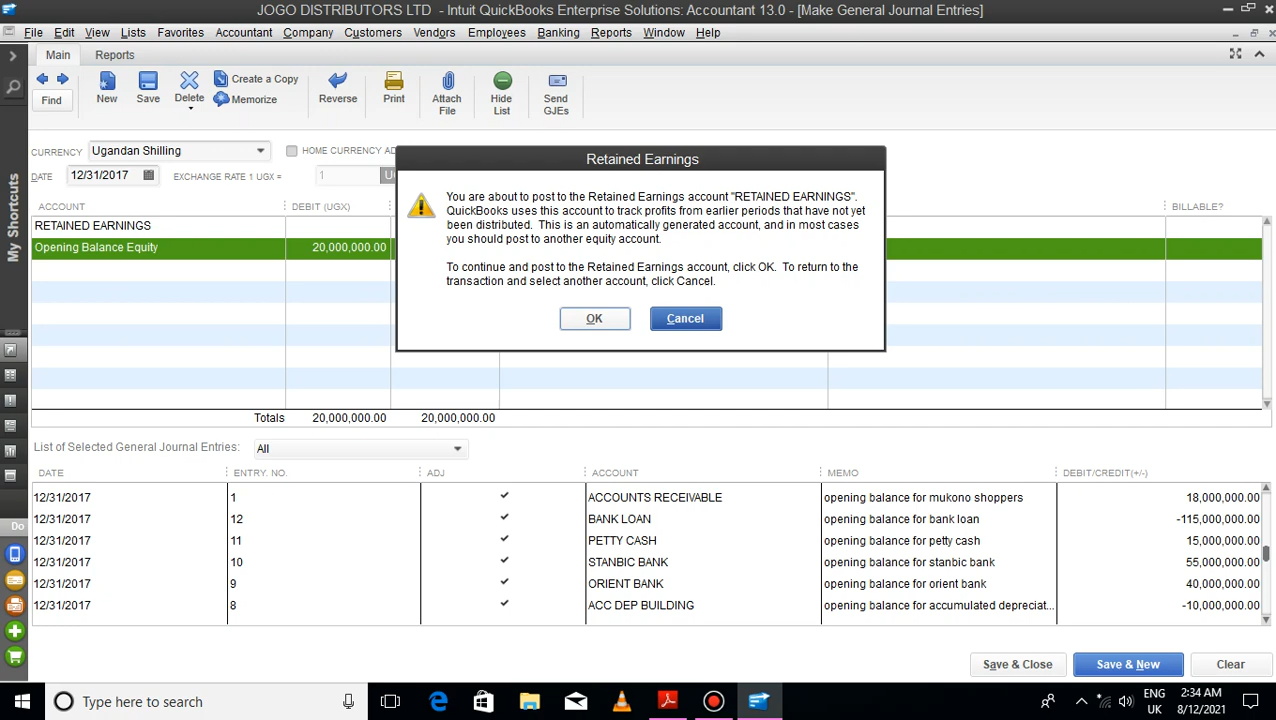 JOGO DISTRIBUTORS LTD - Intuit QuickBooks Enterprise Solutions: Accountant 13.0 - [Make General Journal Entries]
File Edit View Lists Favorites Accountant Company Customers Vendors Employees Banking Reports Window Help
Main Reports
Find New Save Delete Create a Copy Memorize Reverse Print Attach File Hide List Send GJEs
CURRENCY Ugandan Shilling HOME CURRENCY AD
DATE 12/31/2017 EXCHANGE RATE 1 UGX = 1 U
My Shortcuts
ACCOUNT DEBIT (UGX) BILLABLE?
RETAINED EARNINGS
Opening Balance Equity 20,000,000.00
Retained Earnings
You are about to post to the Retained Earnings account "RETAINED EARNINGS".
QuickBooks uses this account to track profits from earlier periods that have not yet
been distributed. This is an automatically generated account, and in most cases
you should post to another equity account.
To continue and post to the Retained Earnings account, click OK. To return to the
transaction and select another account, click Cancel.
OK Cancel
Totals 20,000,000.00 20,000,000.00
List of Selected General Journal Entries: All
DATE ENTRY. NO. ADJ ACCOUNT MEMO DEBIT/CREDIT(+/-)
12/31/2017 1 ACCOUNTS RECEIVABLE opening balance for mukono shoppers 18,000,000.00
12/31/2017 12 BANK LOAN opening balance for bank loan -115,000,000.00
12/31/2017 11 PETTY CASH opening balance for petty cash 15,000,000.00
12/31/2017 10 STANBIC BANK opening balance for stanbic bank 55,000,000.00
12/31/2017 9 ORIENT BANK opening balance for orient bank 40,000,000.00
12/31/2017 8 ACC DEP BUILDING opening balance for accumulated depreciat... -10,000,000.00
Do
Save & Close Save & New Clear
Type here to search
ENG 2:34 AM
UK 8/12/2021